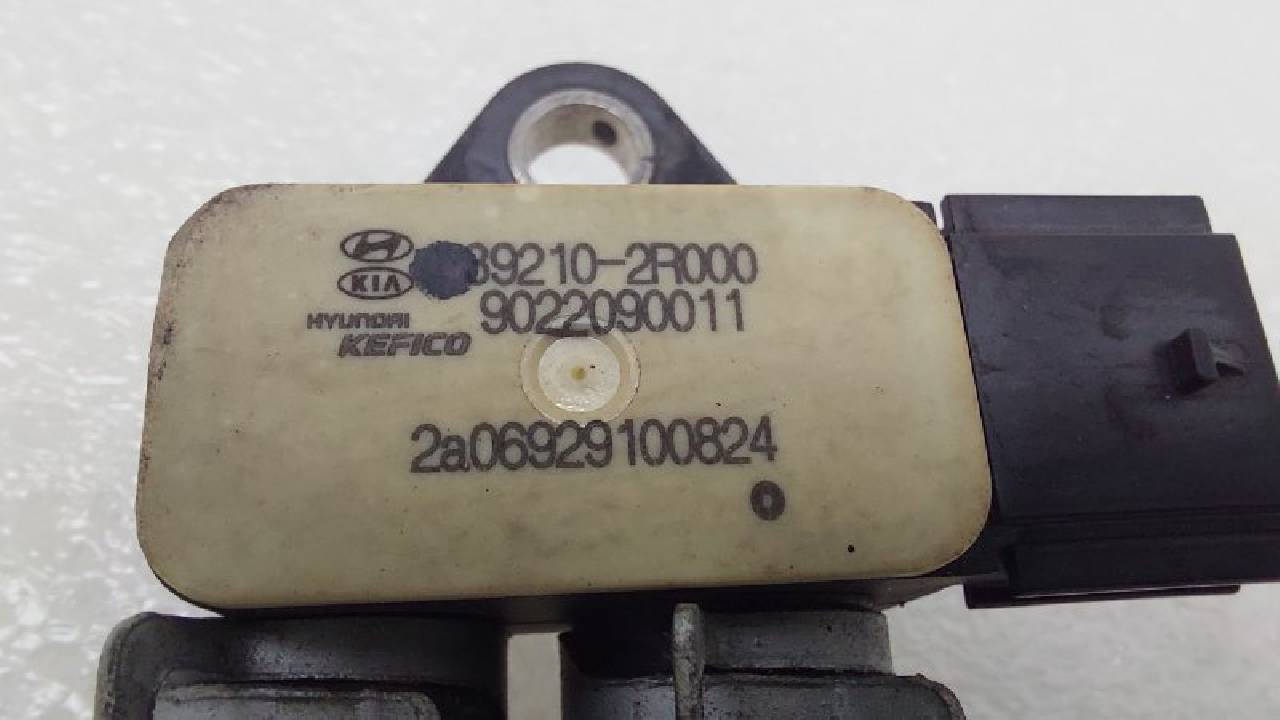 39210-2R000
KIA
9022090011
HYUNDAI
KEFICO
2a06929100824